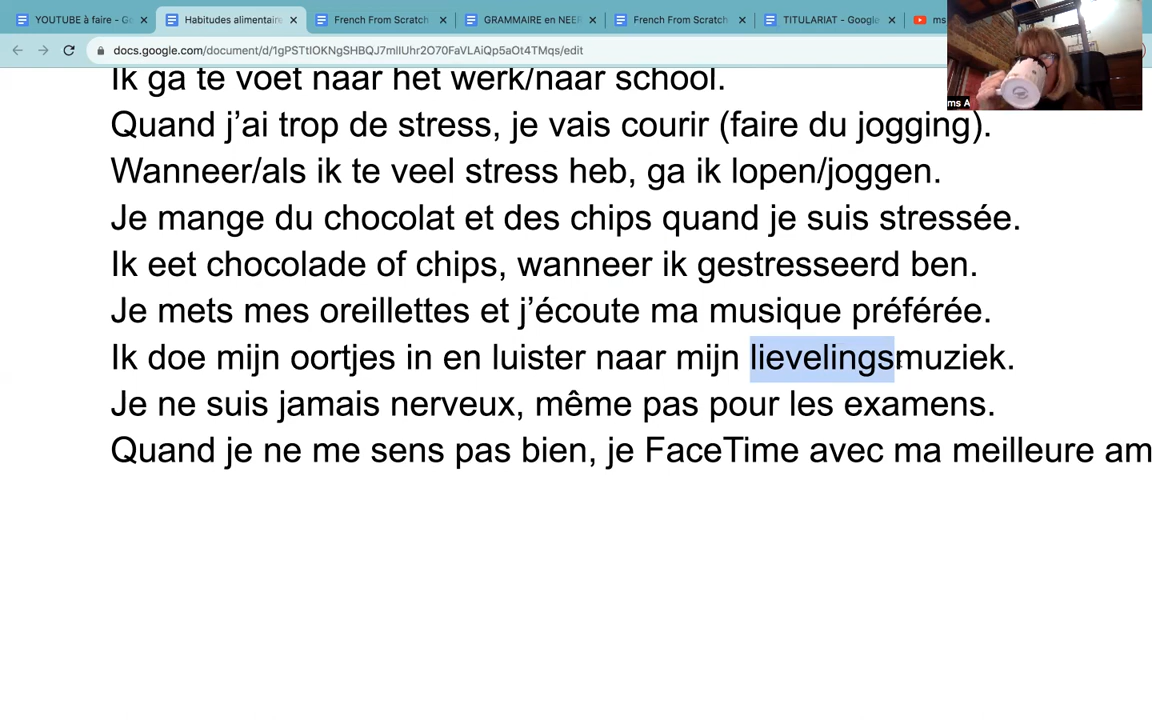 YOUTUBE à faire - Ge
Habitudes alimentaire
French From Scratch
GRAMMAIRE en NEER
French From Scratch
TITULARIAT - Google
ms
docs.google.com/document/d/1gPSTtIOKNgSHBQJ7mlIUhr2O70FaVLAiQp5aOt4TMqs/edit
ms A
Ik ga te voet naar het werk/naar school.
Quand j’ai trop de stress, je vais courir (faire du jogging).
Wanneer/als ik te veel stress heb, ga ik lopen/joggen.
Je mange du chocolat et des chips quand je suis stressée.
Ik eet chocolade of chips, wanneer ik gestresseerd ben.
Je mets mes oreillettes et j’écoute ma musique préférée.
Ik doe mijn oortjes in en luister naar mijn lievelingsmuziek.
Je ne suis jamais nerveux, même pas pour les examens.
Quand je ne me sens pas bien, je FaceTime avec ma meilleure am